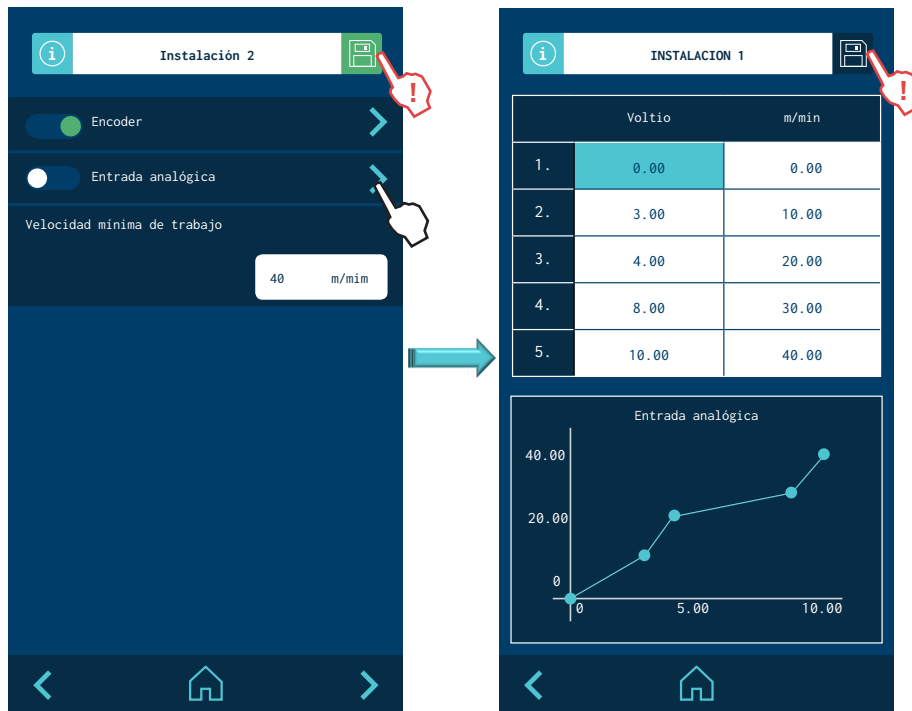 Instalación 2
!
Encoder
Entrada analógica
Velocidad mínima de trabajo
40 m/mim
INSTALACION 1
!
Voltio m/min
1. 0.00 0.00
2. 3.00 10.00
3. 4.00 20.00
4. 8.00 30.00
5. 10.00 40.00
Entrada analógica
40.00
20.00
0
0 5.00 10.00